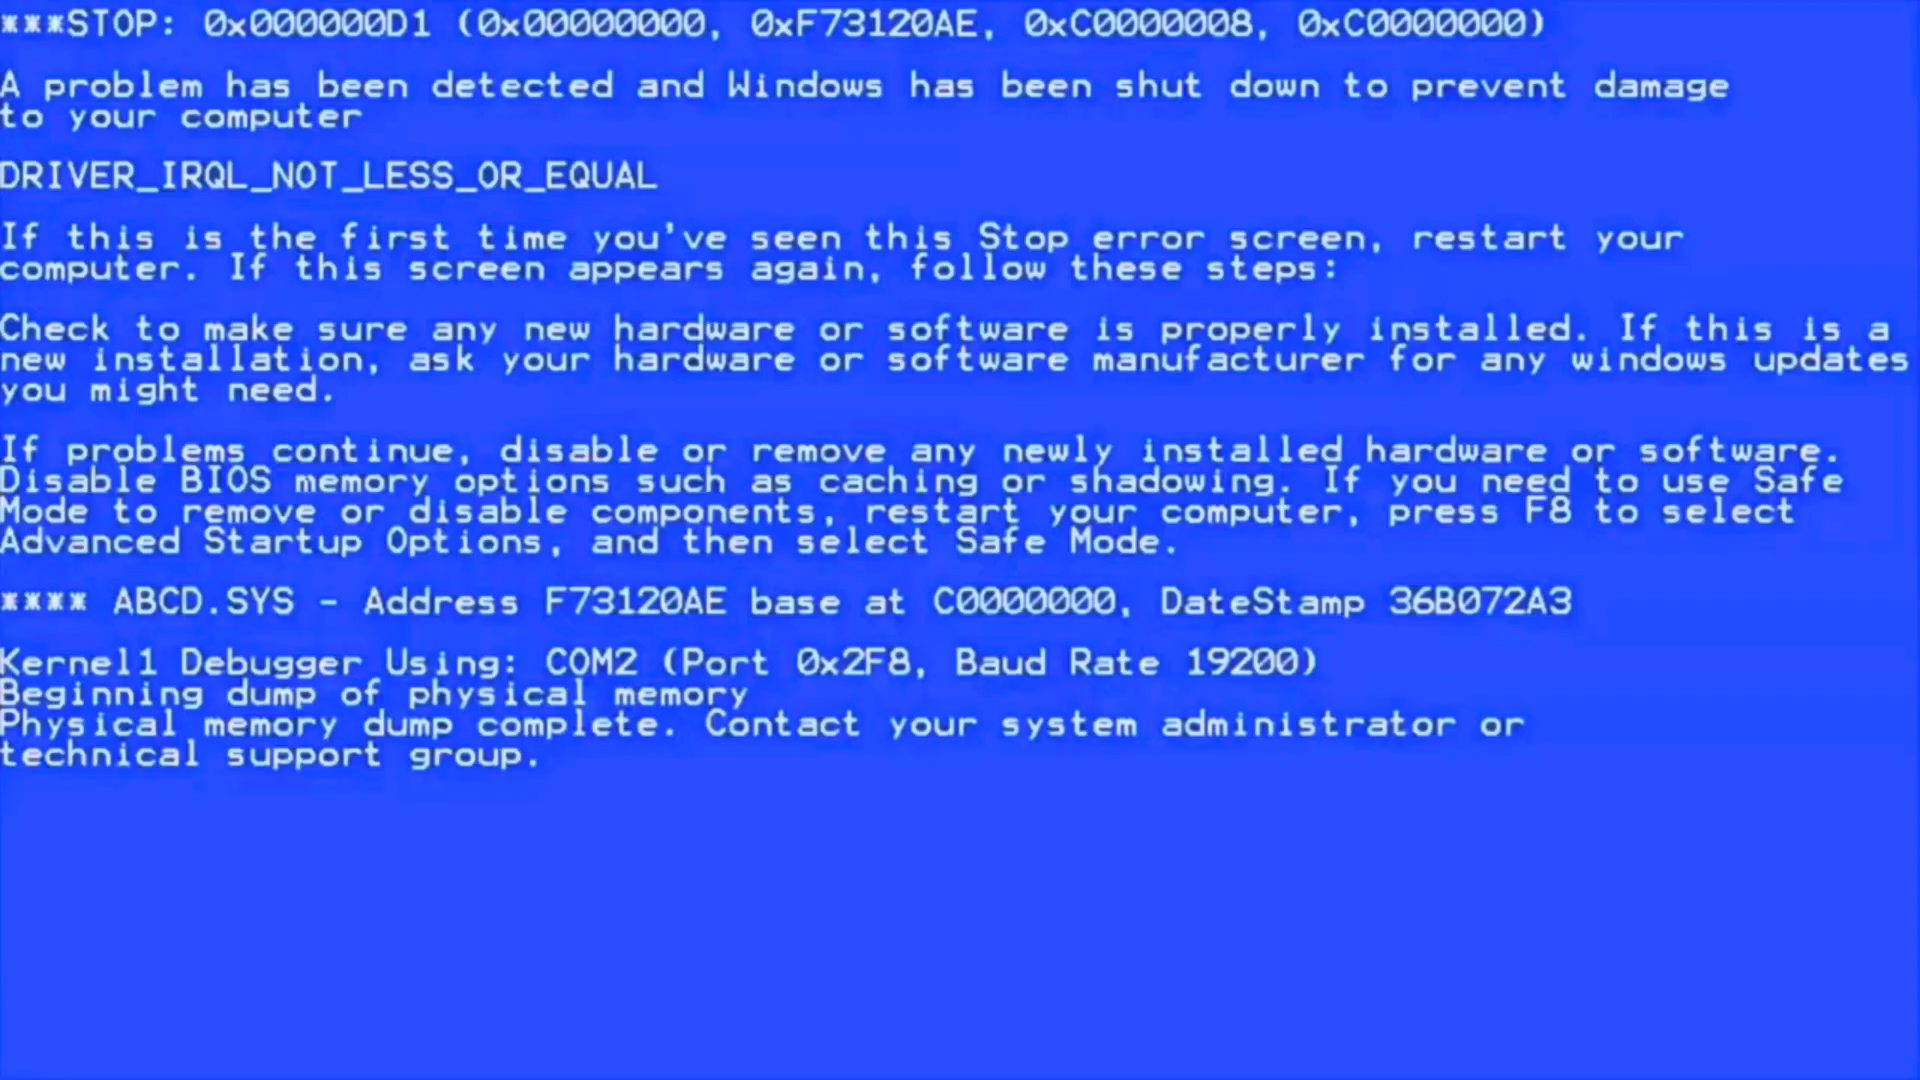 ***STOP: 0x000000D1 (0x00000000, 0xF73120AE, 0xC0000008, 0xC0000000)
A problem has been detected and Windows has been shut down to prevent damage
to your computer
DRIVER_IRQL_NOT_LESS_OR_EQUAL
If this is the first time you've seen this Stop error screen, restart your
computer. If this screen appears again, follow these steps:
Check to make sure any new hardware or software is properly installed. If this is a
new installation, ask your hardware or software manufacturer for any windows updates
you might need.
If problems continue, disable or remove any newly installed hardware or software.
Disable BIOS memory options such as caching or shadowing. If you need to use Safe
Mode to remove or disable components, restart your computer, press F8 to select
Advanced Startup Options, and then select Safe Mode.
**** ABCD.SYS - Address F73120AE base at C0000000, DateStamp 36B072A3
Kernel1 Debugger Using: COM2 (Port 0x2F8, Baud Rate 19200)
Beginning dump of physical memory
Physical memory dump complete. Contact your system administrator or
technical support group.